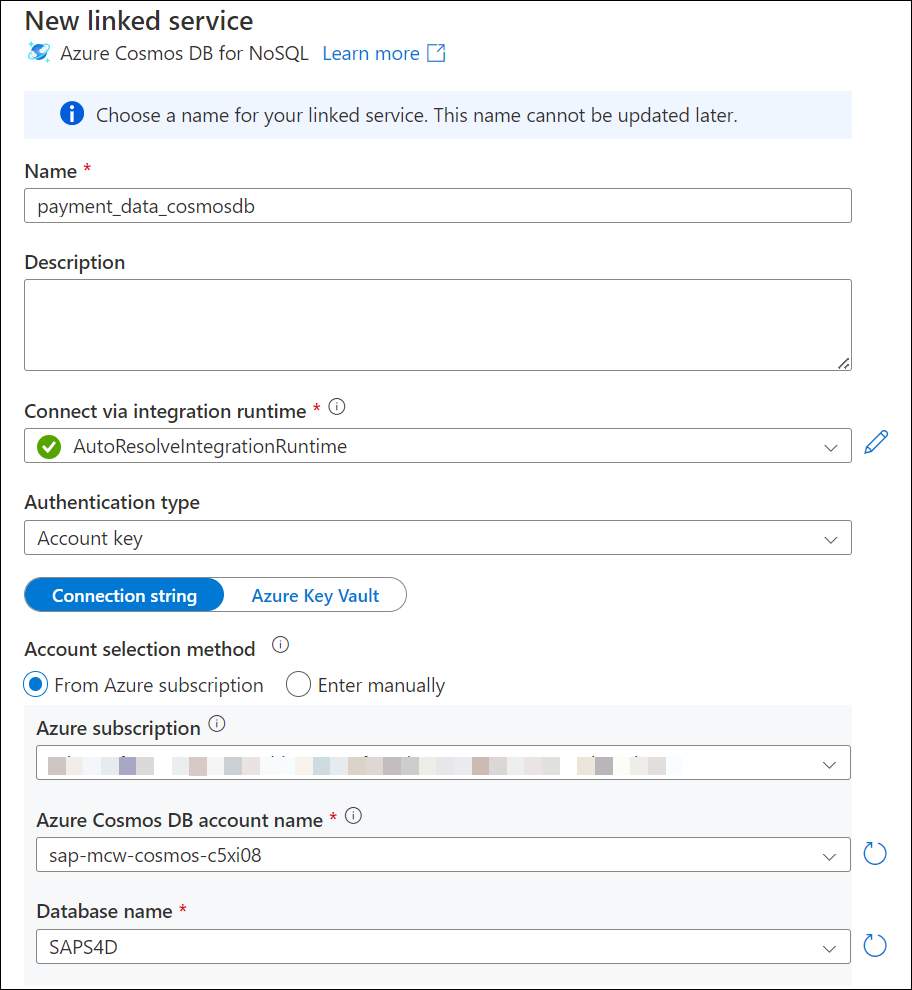 New linked service
Azure Cosmos DB for NoSQL Learn more
Choose a name for your linked service. This name cannot be updated later.
Name *
payment_data_cosmosdb
Description
Connect via integration runtime *
AutoResolveIntegrationRuntime
Authentication type
Account key
Connection string Azure Key Vault
Account selection method
From Azure subscription Enter manually
Azure subscription
Azure Cosmos DB account name *
sap-mcw-cosmos-c5xi08
Database name *
SAPS4D